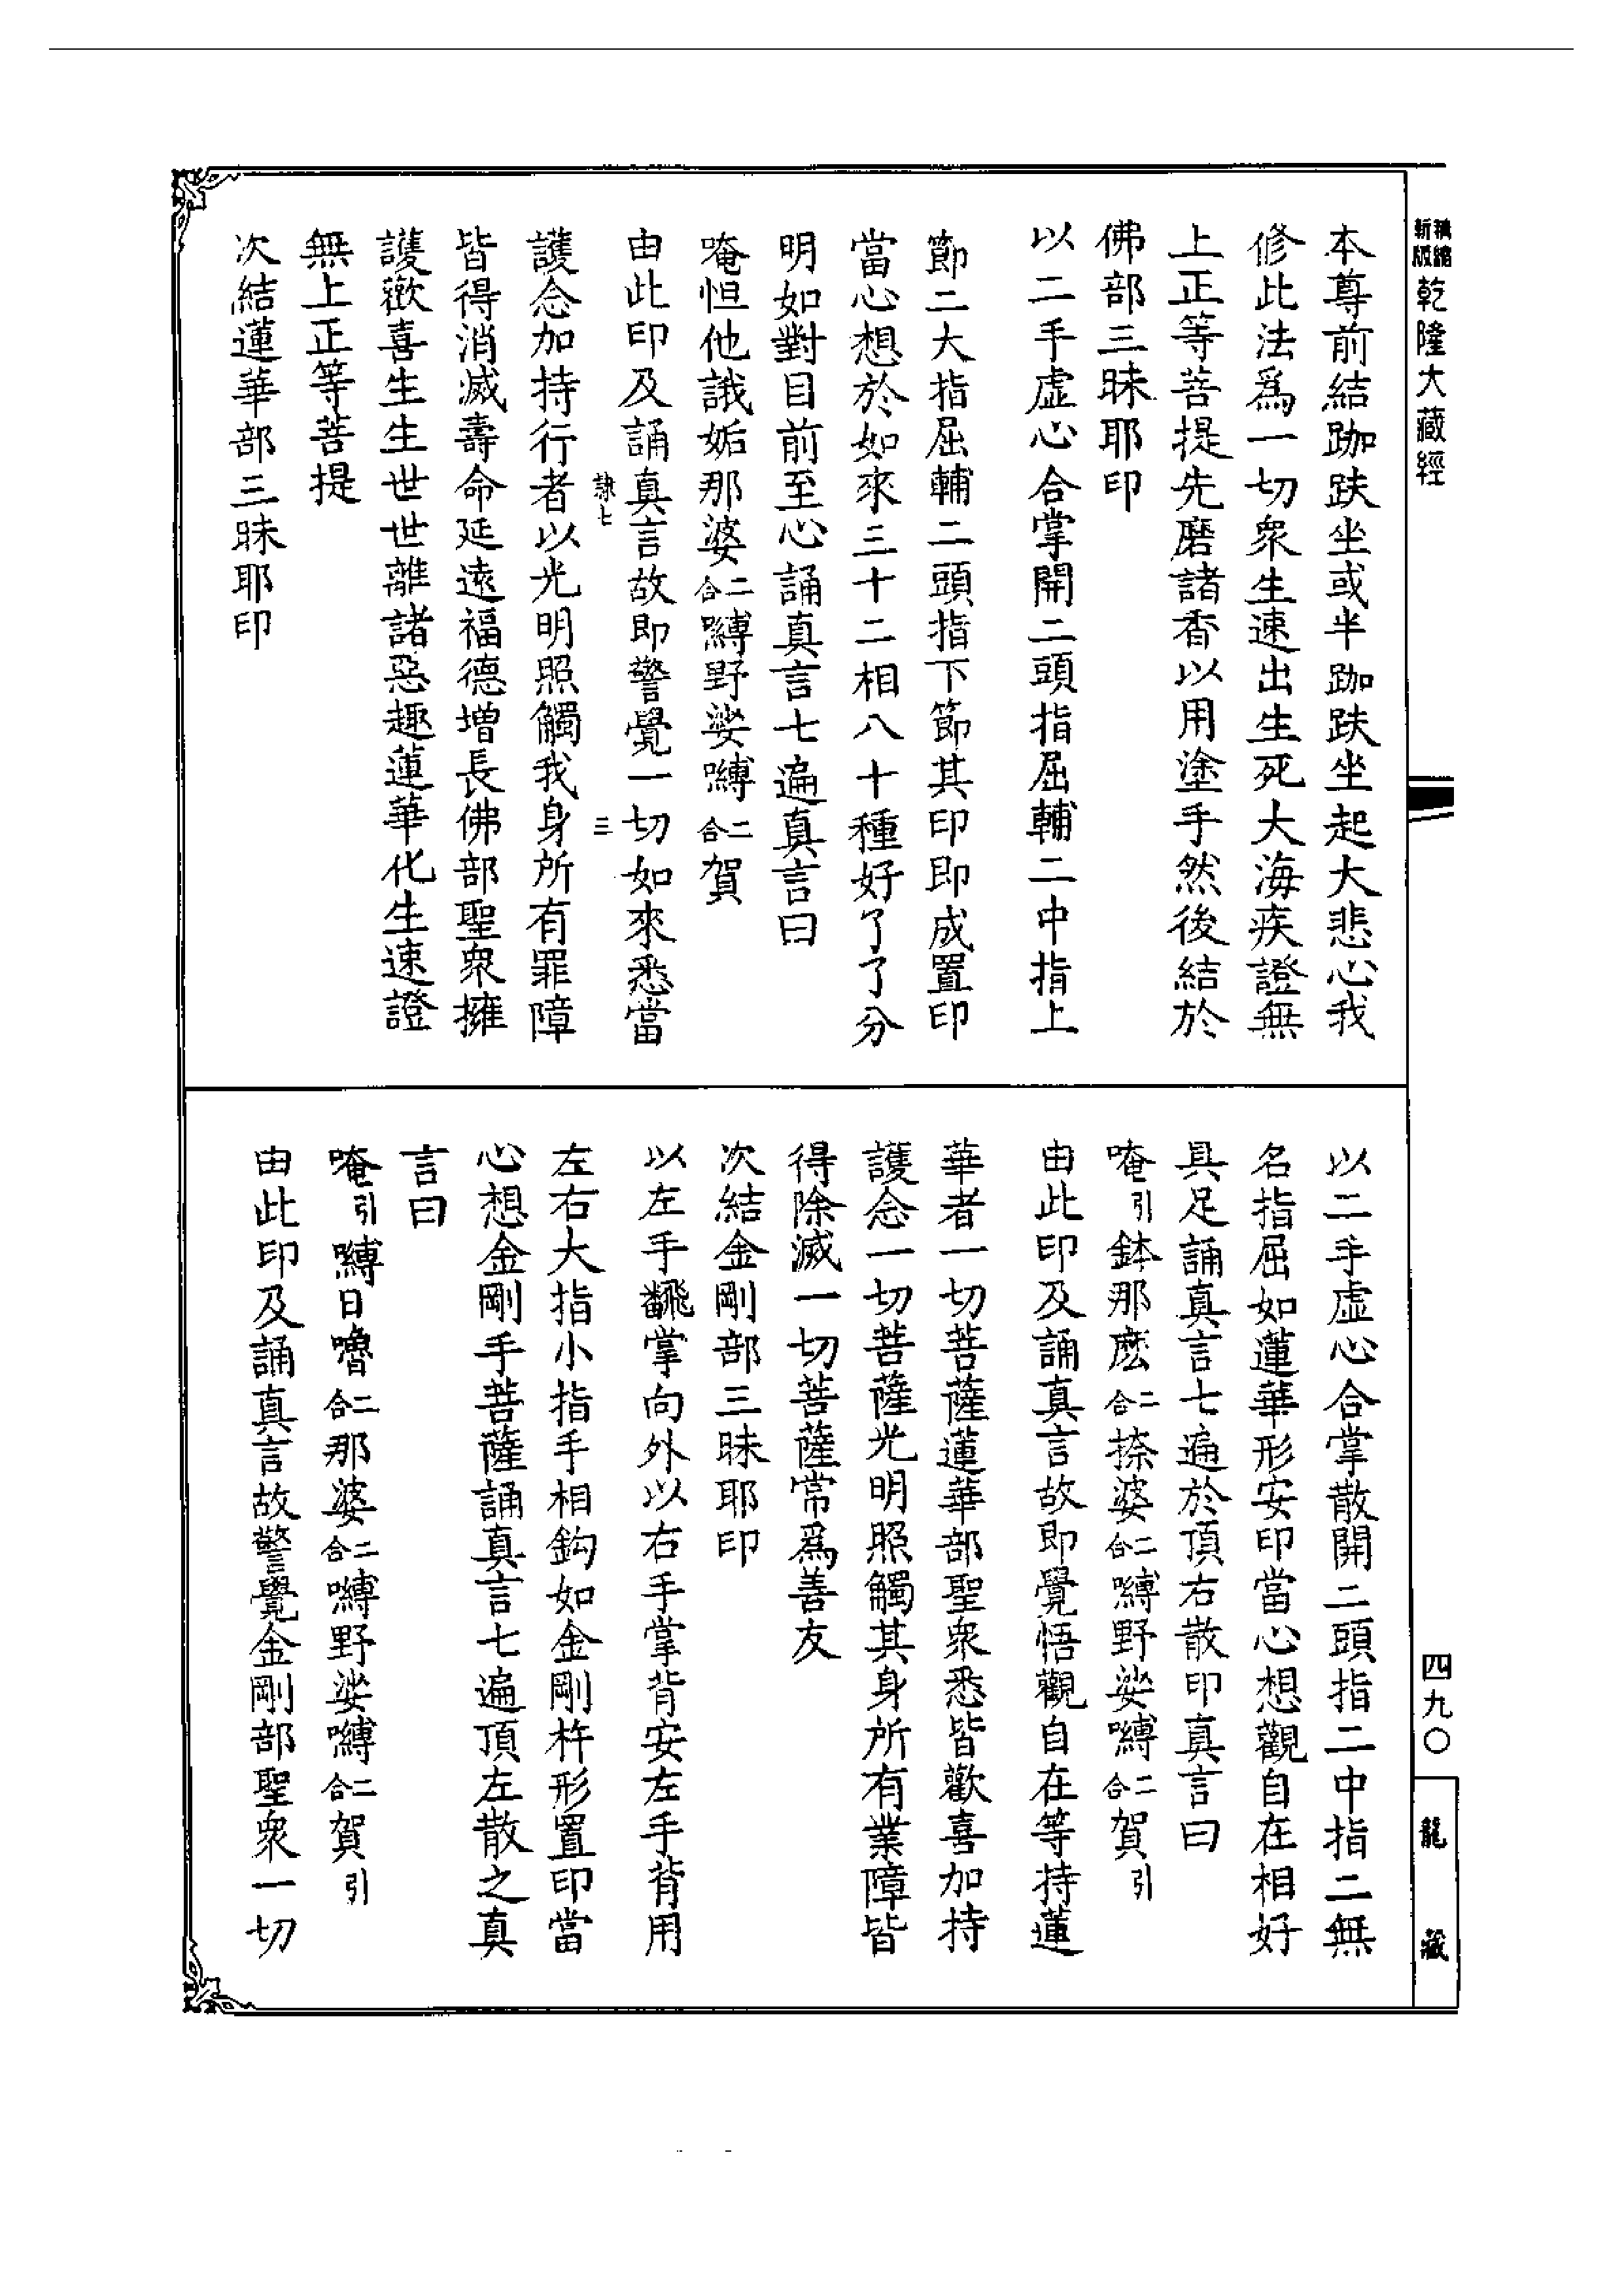 新版精縮
乾隆大藏經
本尊前結跏趺坐或半跏趺坐起大悲心我
修此法爲一切衆生速出生死大海疾證無
上正等菩提先磨諸香以用塗手然後結於
佛部三昧耶印
以二手虛心合掌開二頭指屈輔二中指上
節二大指屈輔二頭指下節其印即成置印
當心想於如來三十二相八十種好了了分
明如對目前至心誦真言七遍真言曰
唵怛他誐妬那婆二合嚩野娑嚩二合賀
由此印及誦真言故即警覺一切如來悉當
隸七 三
護念加持行者以光明照觸我身所有罪障
皆得消滅壽命延遠福德增長佛部聖衆擁
護歡喜生生世世離諸惡趣蓮華化生速證
無上正等菩提
次結蓮華部三昧耶印
以二手虛心合掌散開二頭指二中指二無
名指屈如蓮華形安印當心想觀自在相好
具足誦真言七遍於頂右散印真言曰
唵引鉢那麽二合捺婆二合嚩野娑嚩二合賀引
由此印及誦真言故即覺悟觀自在等持蓮
華者一切菩薩蓮華部聖衆悉皆歡喜加持
護念一切菩薩光明照觸其身所有業障皆
得除滅一切菩薩常爲善友
次結金剛部三昧耶印
以左手飜掌向外以右手掌背安左手背用
左右大指小指手相鉤如金剛杵形置印當
心想金剛手菩薩誦真言七遍頂左散之真
言曰
唵引嚩日嚕二合那婆二合嚩野娑嚩二合賀引
由此印及誦真言故警覺金剛部聖衆一切
四九〇
龍藏